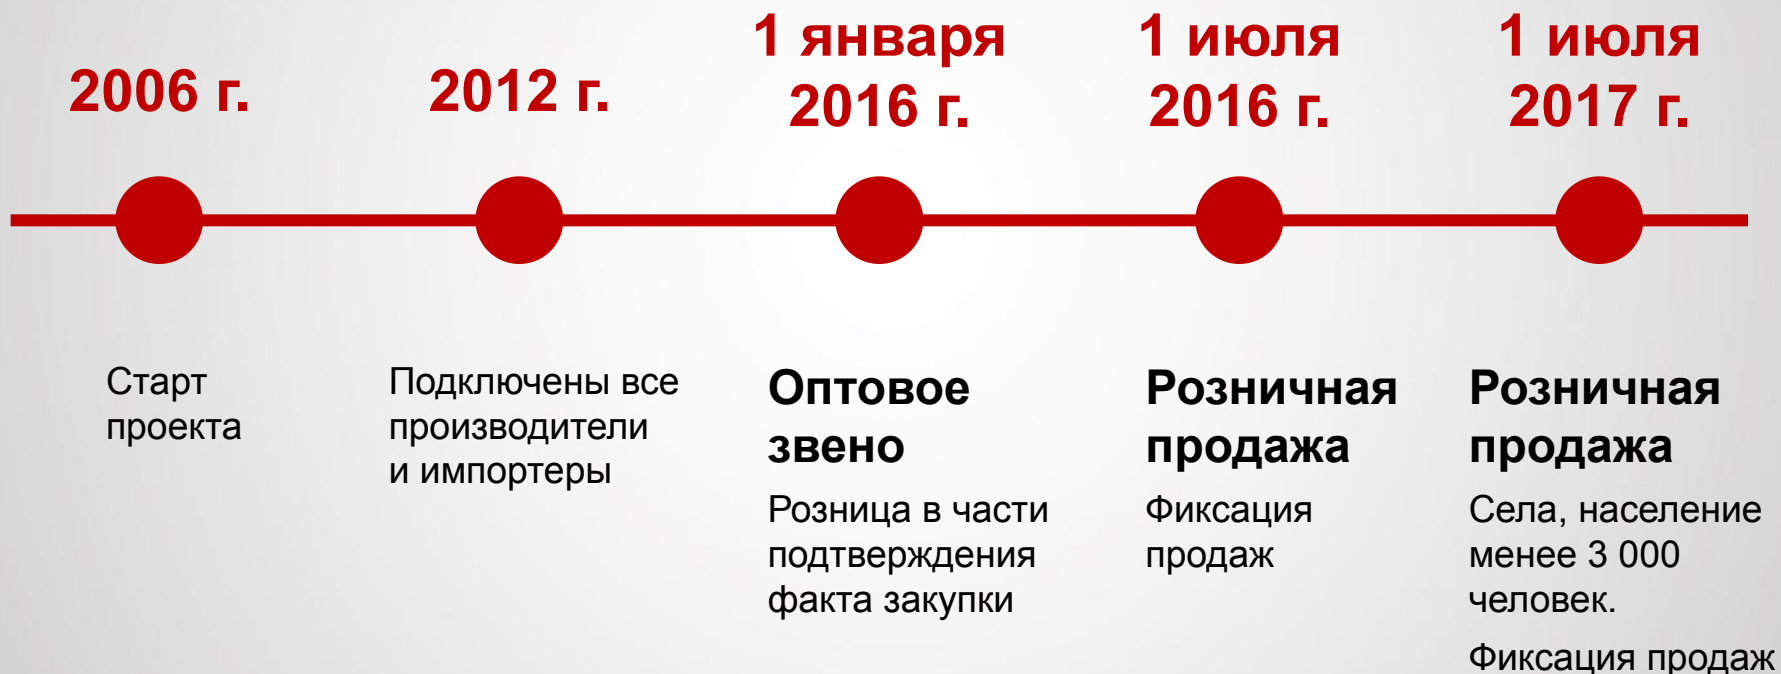 2006 г.
2012 г.
1 января
2016 г.
1 июля
2016 г.
1 июля
2017 г.
Старт
проекта
Подключены все
производители
и импортеры
Оптовое
звено
Розница в части
подтверждения
факта закупки
Розничная
продажа
Фиксация
продаж
Розничная
продажа
Села, население
менее 3 000
человек.
Фиксация продаж